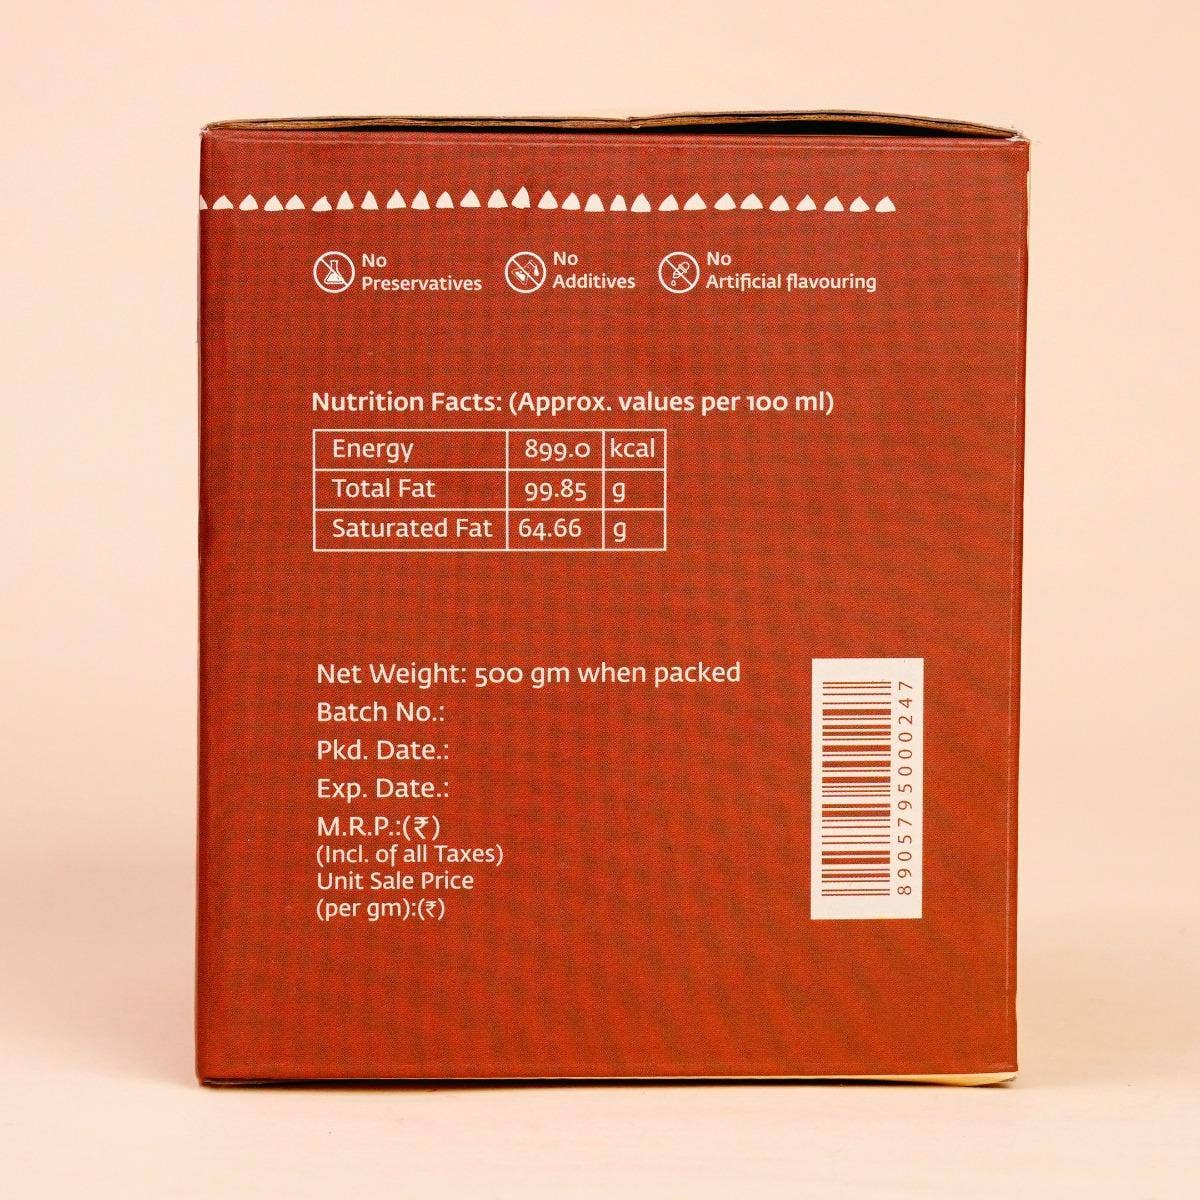 No
Preservatives
No
Additives
No
Artificial flavouring
Nutrition Facts: (Approx. values per 100 ml)
Energy 899.0 kcal
Total Fat 99.85 g
Saturated Fat 64.66 g
Net Weight: 500 gm when packed
Batch No.:
Pkd. Date.:
Exp. Date.:
M.R.P.:(₹)
(Incl. of all Taxes)
Unit Sale Price
(per gm):(₹)
8905795000247